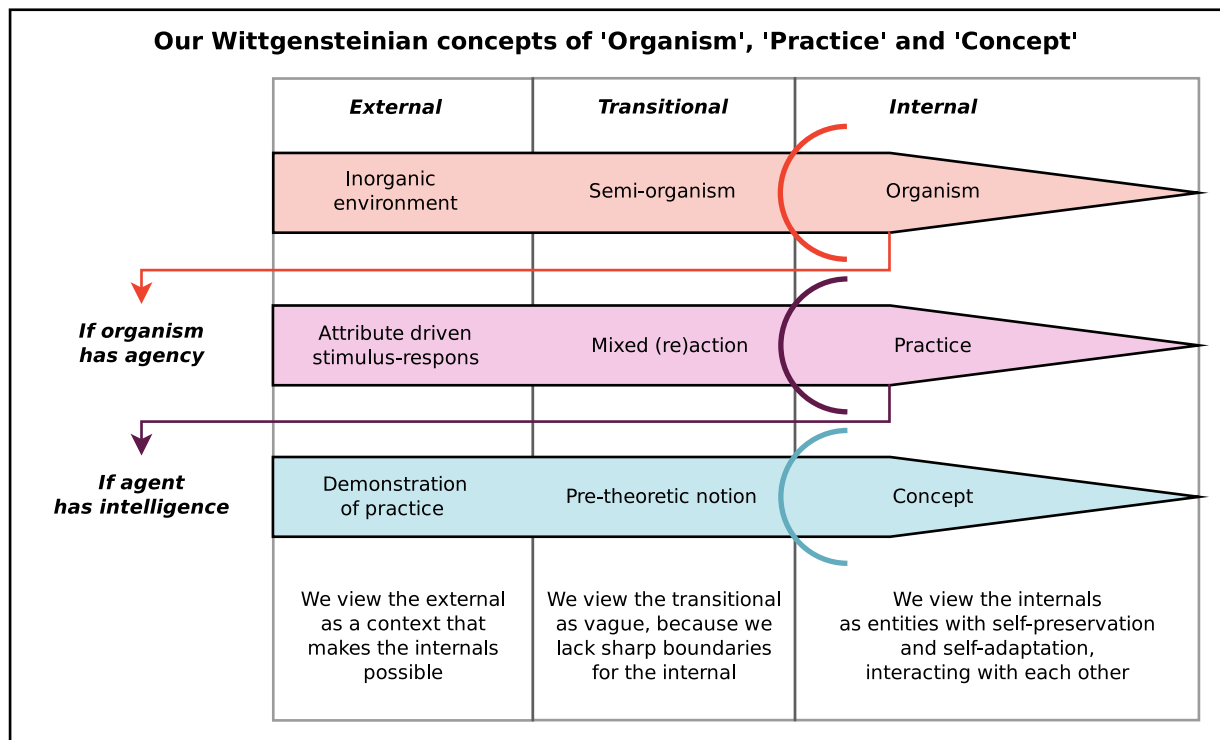 Our Wittgensteinian concepts of 'Organism', 'Practice' and 'Concept'
External
Transitional
Internal
Inorganic
environment
Semi-organism
Organism
If organism
has agency
Attribute driven
stimulus-respons
Mixed (re)action
Practice
If agent
has intelligence
Demonstration
of practice
Pre-theoretic notion
Concept
We view the external
as a context that
makes the internals
possible
We view the transitional
as vague, because we
lack sharp boundaries
for the internal
We view the internals
as entities with self-preservation
and self-adaptation,
interacting with each other